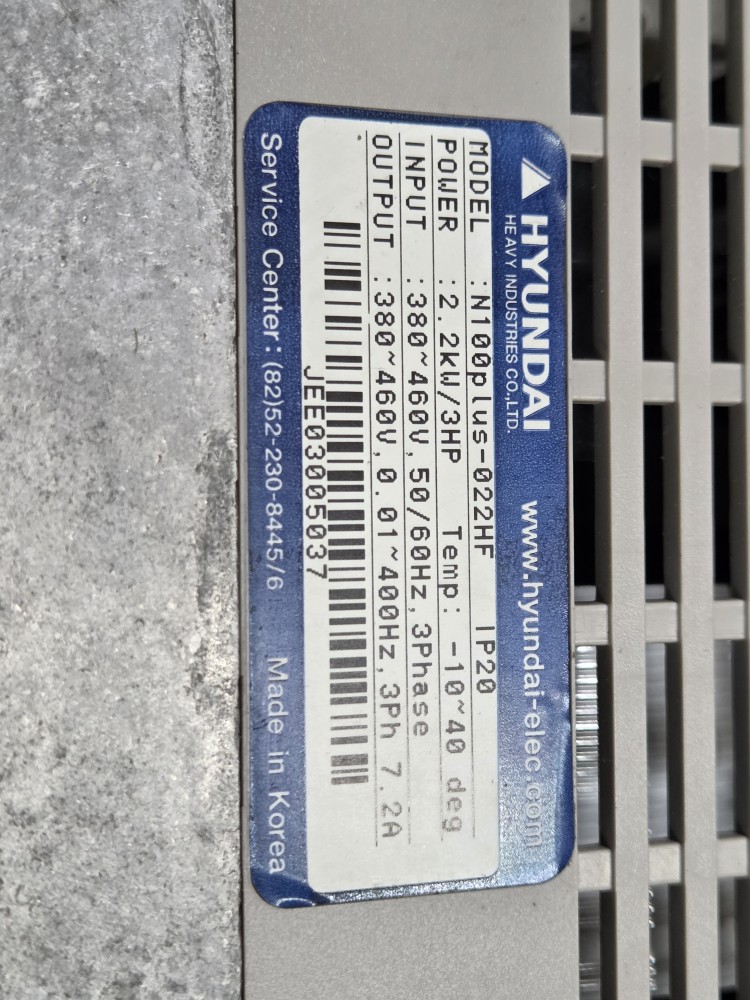 HYUNDAI
HEAVY INDUSTRIES CO.,LTD.
www.hyundai-elec.com
MODEL : N100plus-022HF IP20
POWER : 2.2kW/3HP Temp: -10~40 deg
INPUT : 380~460V, 50/60Hz, 3Phase
OUTPUT : 380~460V, 0.01~400Hz, 3Ph 7.2A
JEE03005037
Service Center: (82)52-230-8445/6 Made in Korea